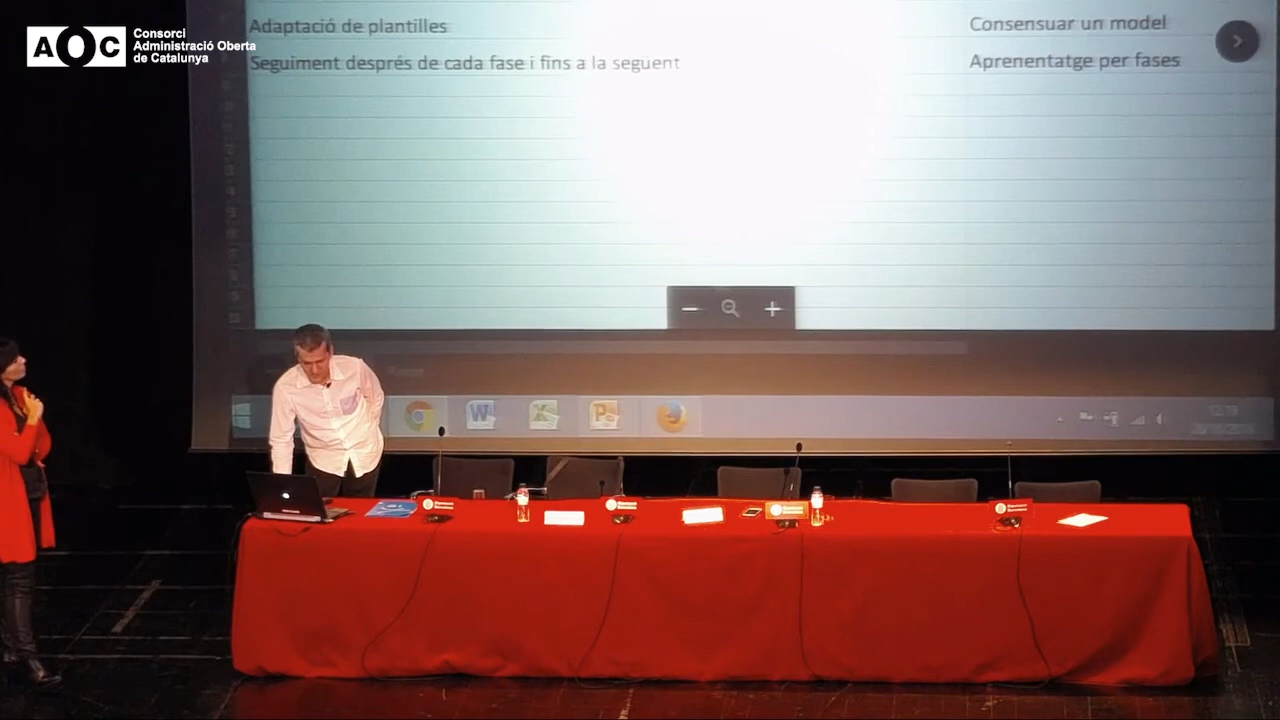 AOC
Consorci
Administració Oberta
de Catalunya
Adaptació de plantilles
Consensuar un model
Seguiment després de cada fase i fins a la següent
Aprenentatge per fases